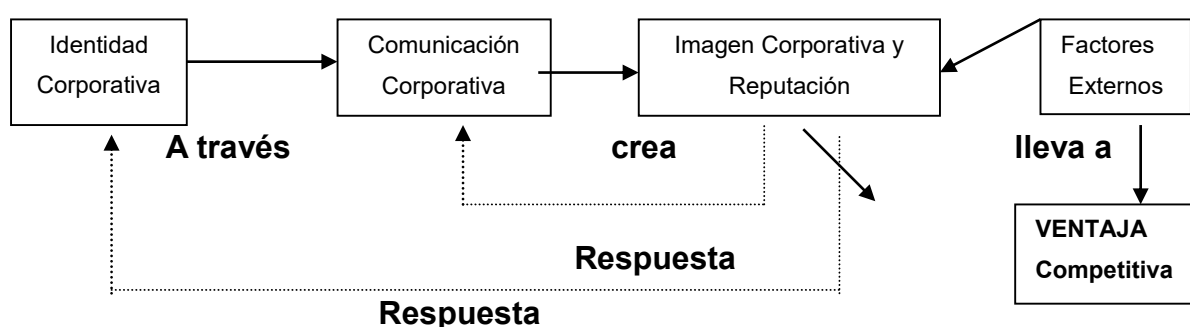 Identidad
Corporativa
Comunicación
Corporativa
Imagen Corporativa y
Reputación
Factores
Externos
A través
crea
lleva a
VENTAJA
Competitiva
Respuesta
Respuesta